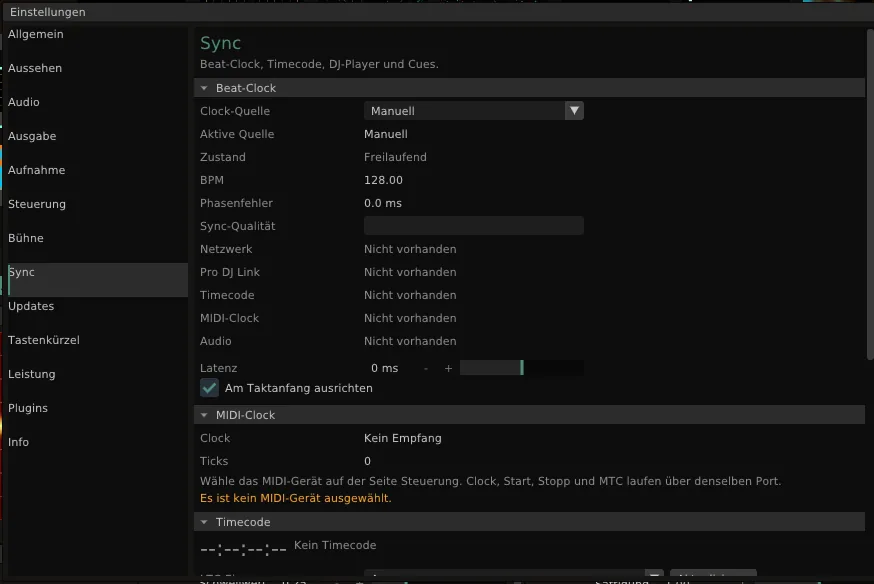 Einstellungen
Allgemein
Aussehen
Audio
Ausgabe
Aufnahme
Steuerung
Bühne
Sync
Updates
Tastenkürzel
Leistung
Plugins
Info
Sync
Beat-Clock, Timecode, DJ-Player und Cues.
Beat-Clock
Clock-Quelle Manuell
Aktive Quelle Manuell
Zustand Freilaufend
BPM 128.00
Phasenfehler 0.0 ms
Sync-Qualität
Netzwerk Nicht vorhanden
Pro DJ Link Nicht vorhanden
Timecode Nicht vorhanden
MIDI-Clock Nicht vorhanden
Audio Nicht vorhanden
Latenz 0 ms - +
Am Taktanfang ausrichten
MIDI-Clock
Clock Kein Empfang
Ticks 0
Wähle das MIDI-Gerät auf der Seite Steuerung. Clock, Start, Stopp und MTC laufen über denselben Port.
Es ist kein MIDI-Gerät ausgewählt.
Timecode
--:--:--:-- Kein Timecode